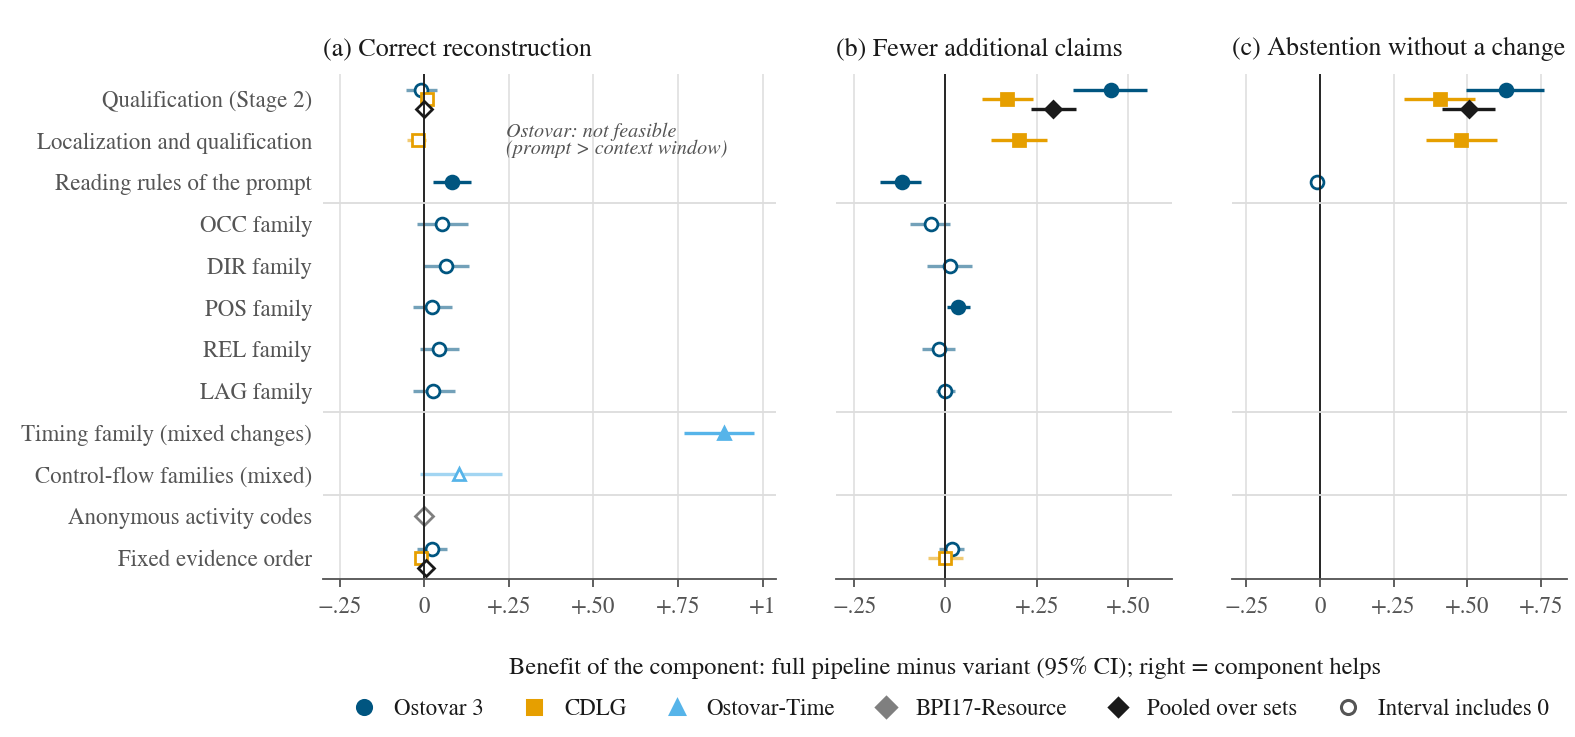 (a) Correct reconstruction
(b) Fewer additional claims
(c) Abstention without a change
Qualification (Stage 2)
Localization and qualification
Ostovar: not feasible
(prompt > context window)
Reading rules of the prompt
OCC family
DIR family
POS family
REL family
LAG family
Timing family (mixed changes)
Control-flow families (mixed)
Anonymous activity codes
Fixed evidence order
−.25 0 +.25 +.50 +.75 +1
−.25 0 +.25 +.50
−.25 0 +.25 +.50 +.75
Benefit of the component: full pipeline minus variant (95% CI); right = component helps
Ostovar 3 CDLG Ostovar-Time BPI17-Resource Pooled over sets Interval includes 0